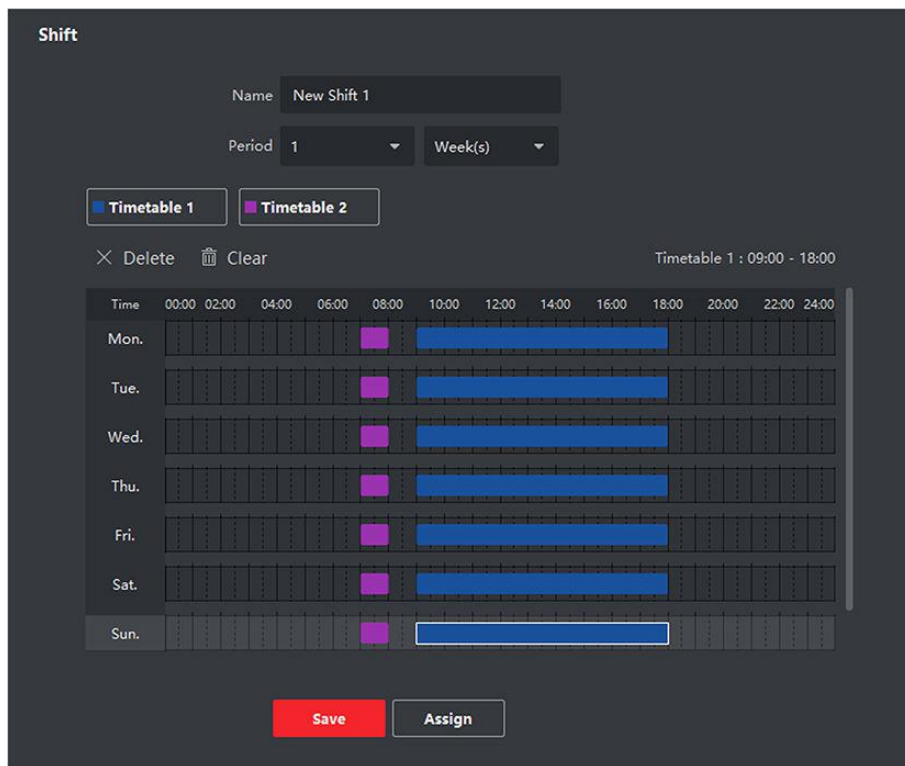 Shift
Name New Shift 1
Period 1 Week(s)
Timetable 1 Timetable 2
Delete Clear Timetable 1 : 09:00 - 18:00
Time 00:00 02:00 04:00 06:00 08:00 10:00 12:00 14:00 16:00 18:00 20:00 22:00 24:00
Mon.
Tue.
Wed.
Thu.
Fri.
Sat.
Sun.
Save Assign